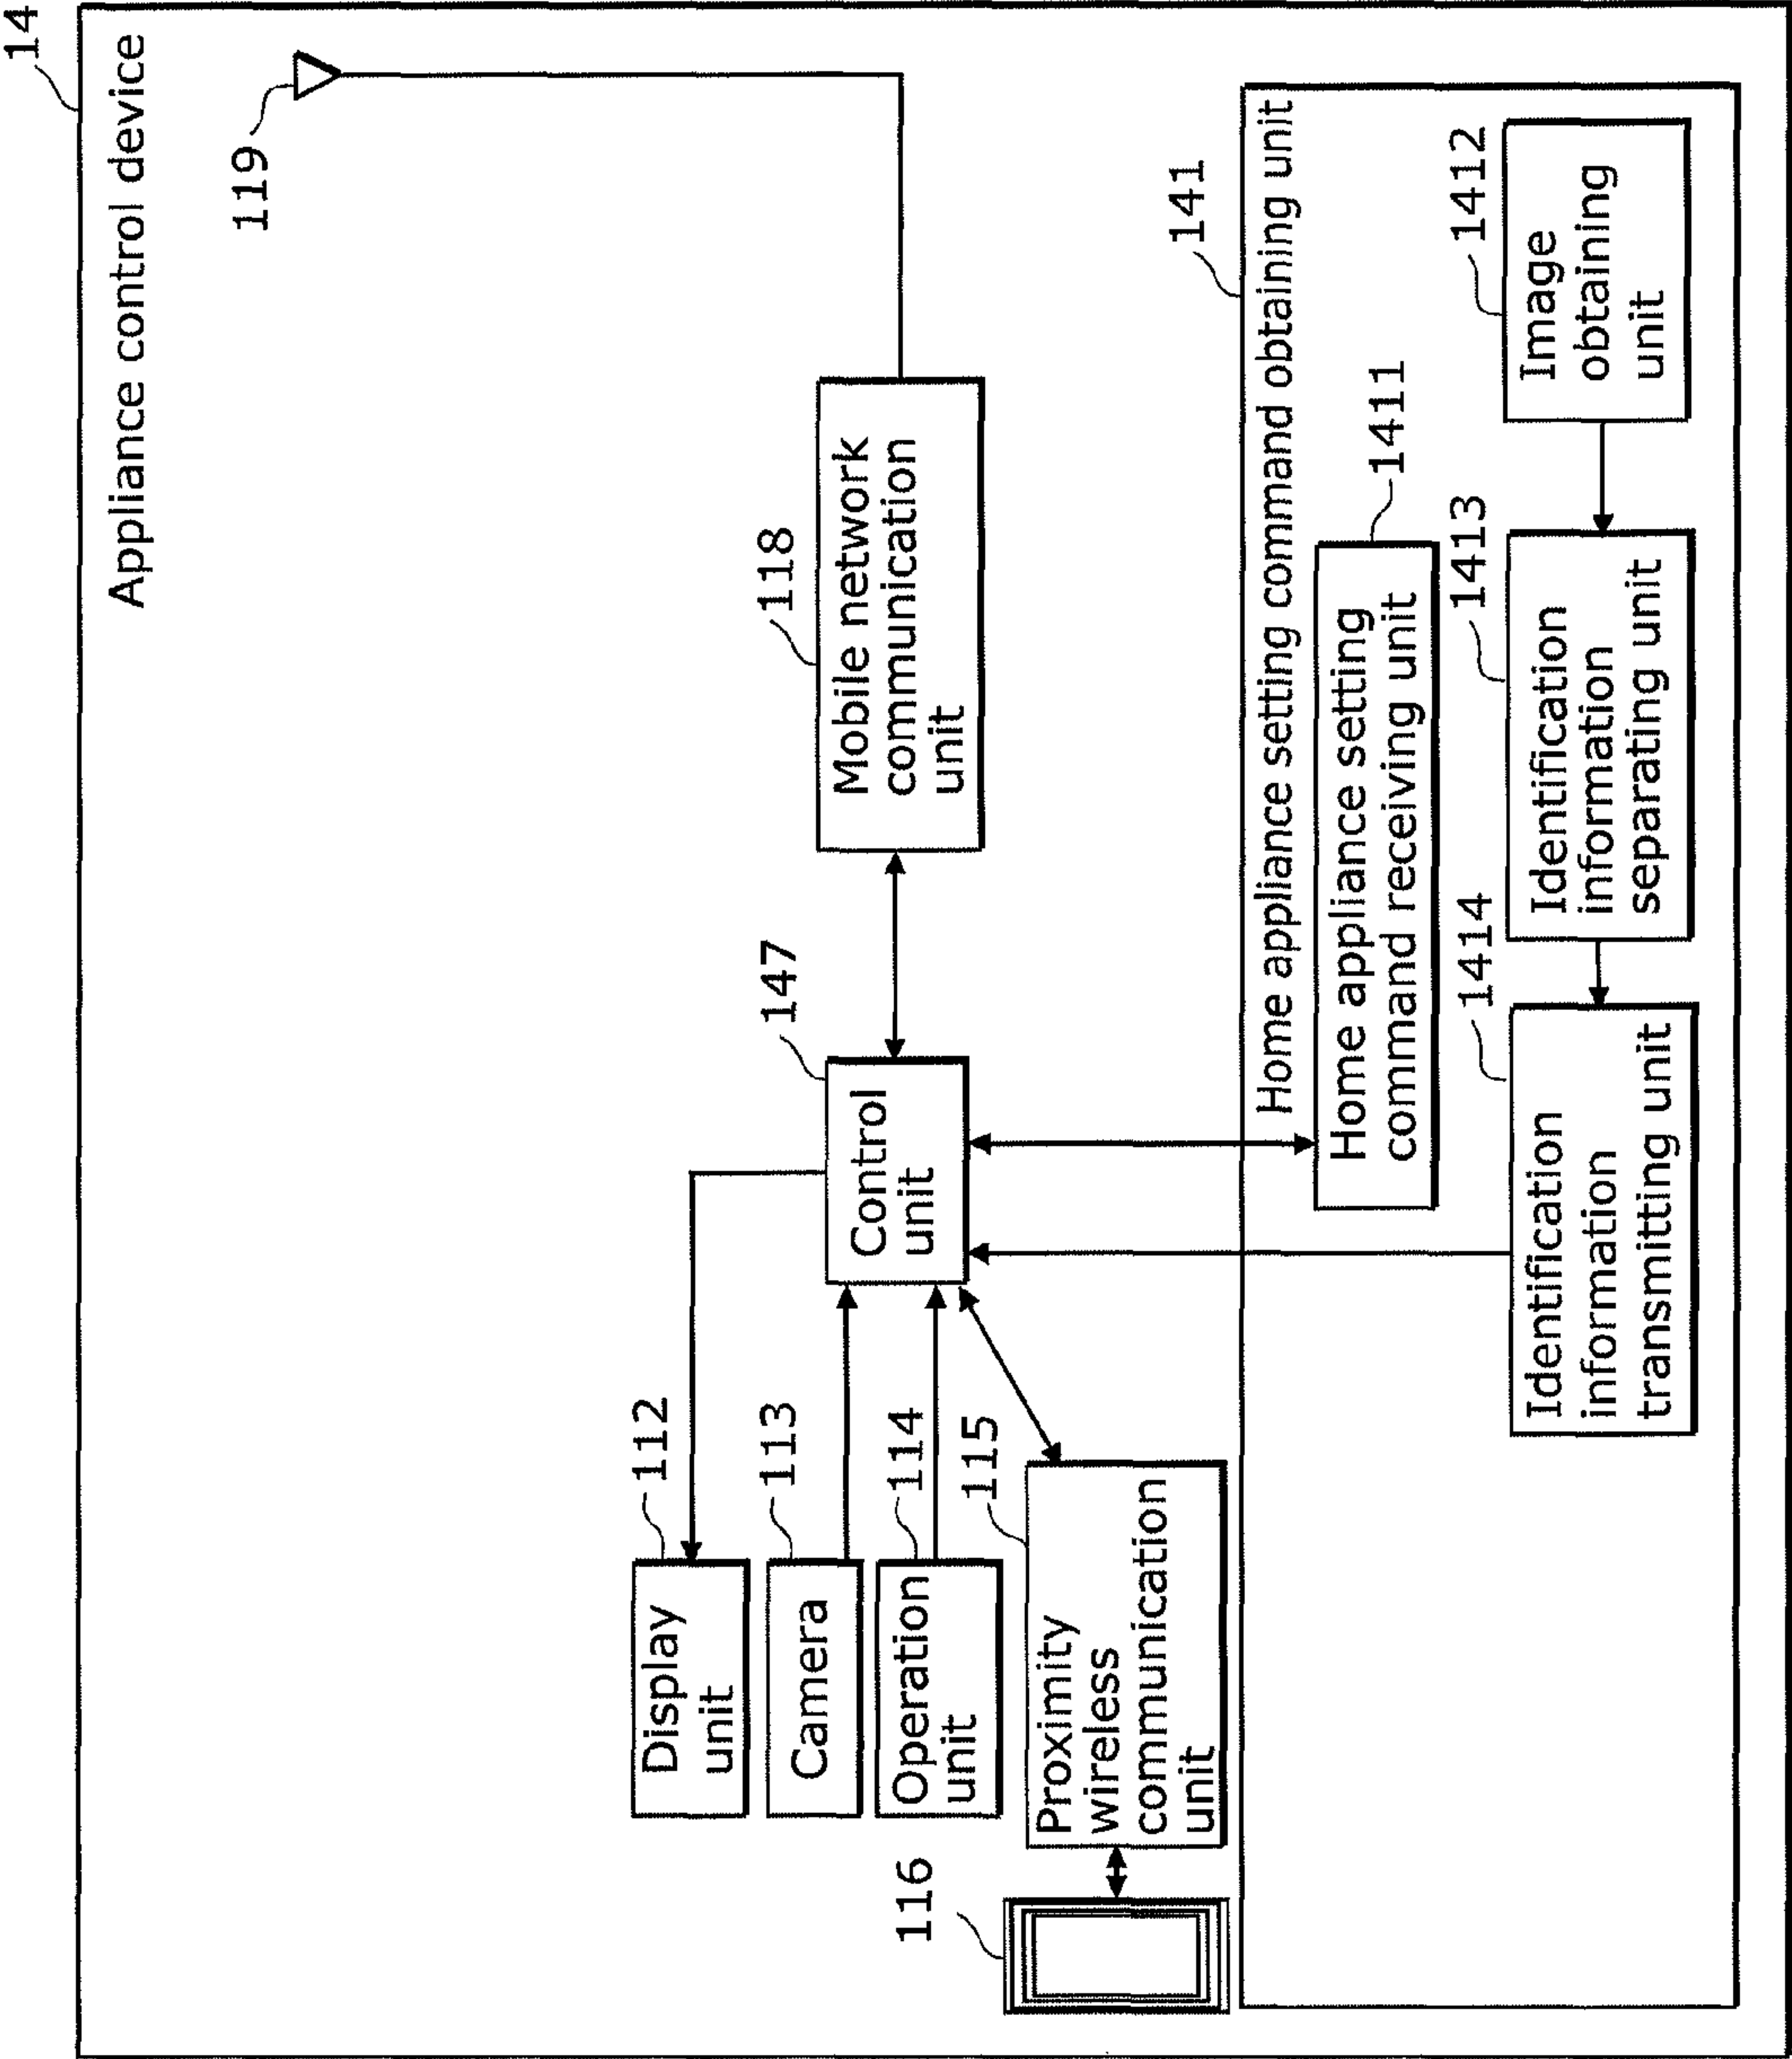 14
Appliance control device
119
118
Mobile network
communication
unit
147
Control
unit
112
Display
unit
113
Camera
114
Operation
unit
115
Proximity
wireless
communication
unit
116
141
Home appliance setting command obtaining unit
1411
Home appliance setting
command receiving unit
1414
Identification
information
transmitting unit
1413
Identification
information
separating unit
1412
Image
obtaining
unit